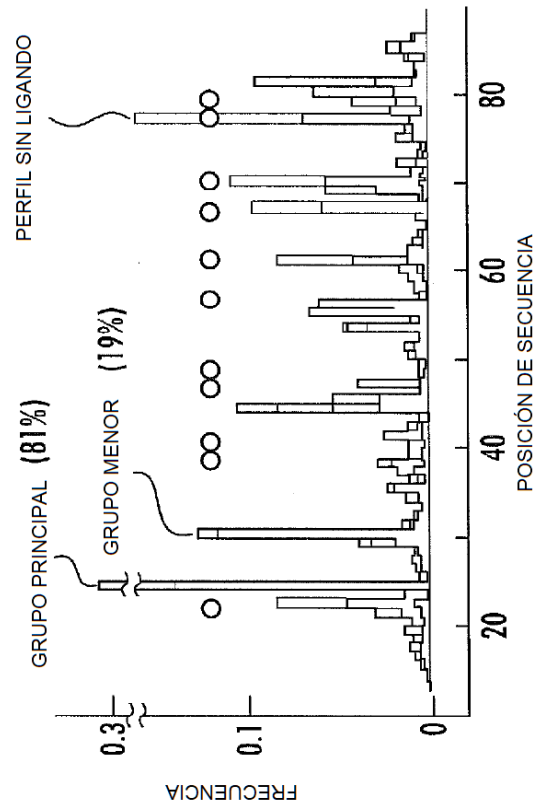 GRUPO PRINCIPAL (81%)
GRUPO MENOR (19%)
PERFIL SIN LIGANDO
FRECUENCIA
0.3
0.1
0
20
40
60
80
POSICIÓN DE SECUENCIA